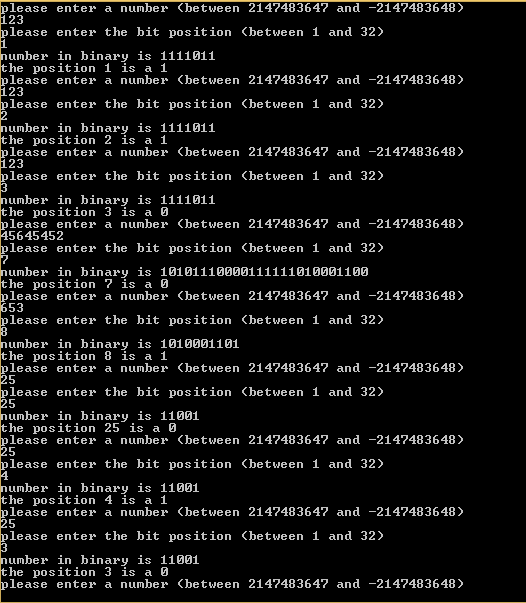 please enter a number (between 2147483647 and -2147483648)
123
please enter the bit position (between 1 and 32)
1
number in binary is 1111011
the position 1 is a 1
please enter a number (between 2147483647 and -2147483648)
123
please enter the bit position (between 1 and 32)
2
number in binary is 1111011
the position 2 is a 1
please enter a number (between 2147483647 and -2147483648)
123
please enter the bit position (between 1 and 32)
3
number in binary is 1111011
the position 3 is a 0
please enter a number (between 2147483647 and -2147483648)
45645452
please enter the bit position (between 1 and 32)
7
number in binary is 10101110000111111010001100
the position 7 is a 0
please enter a number (between 2147483647 and -2147483648)
653
please enter the bit position (between 1 and 32)
8
number in binary is 1010001101
the position 8 is a 1
please enter a number (between 2147483647 and -2147483648)
25
please enter the bit position (between 1 and 32)
25
number in binary is 11001
the position 25 is a 0
please enter a number (between 2147483647 and -2147483648)
25
please enter the bit position (between 1 and 32)
4
number in binary is 11001
the position 4 is a 1
please enter a number (between 2147483647 and -2147483648)
25
please enter the bit position (between 1 and 32)
3
number in binary is 11001
the position 3 is a 0
please enter a number (between 2147483647 and -2147483648)